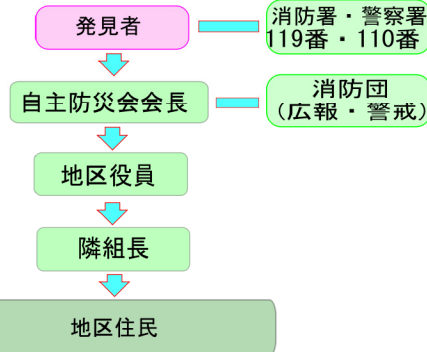 発見者
消防署・警察署
119番・110番
自主防災会会長
消防団
（広報・警戒）
地区役員
隣組長
地区住民